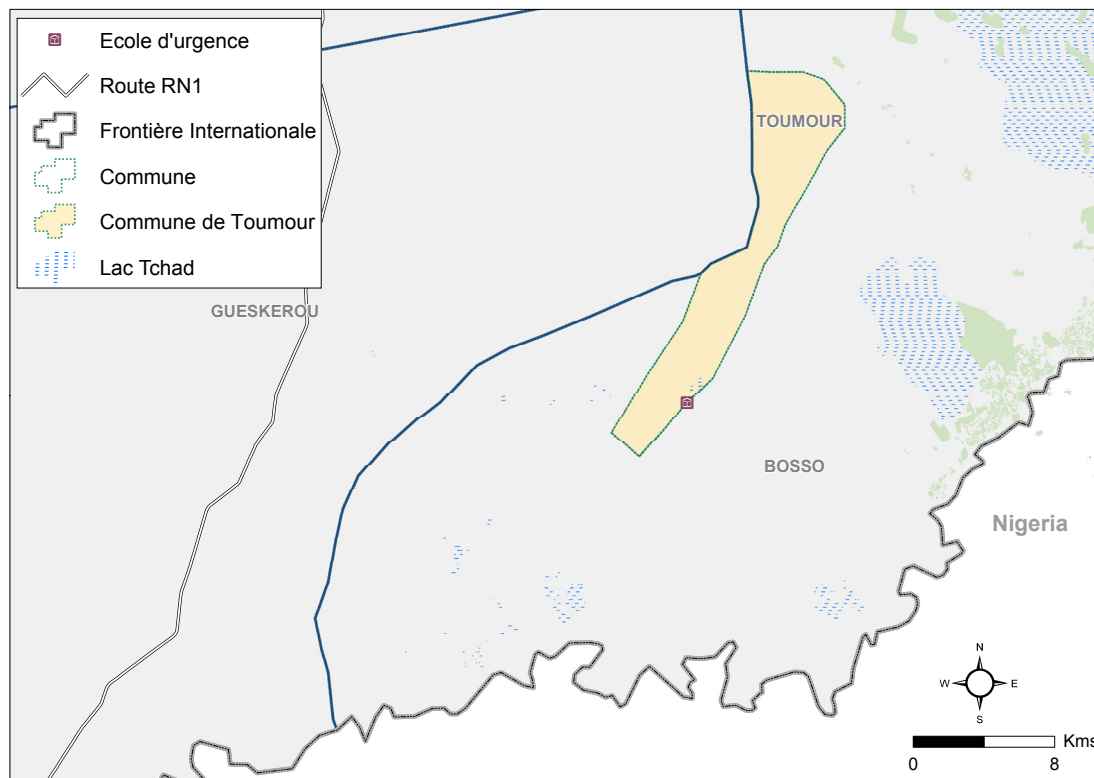 Ecole d'urgence
Route RN1
Frontière Internationale
Commune
Commune de Toumour
Lac Tchad
TOUMOUR
GUESKEROU
BOSSO
Nigeria
N
W E
S
Kms
0 8